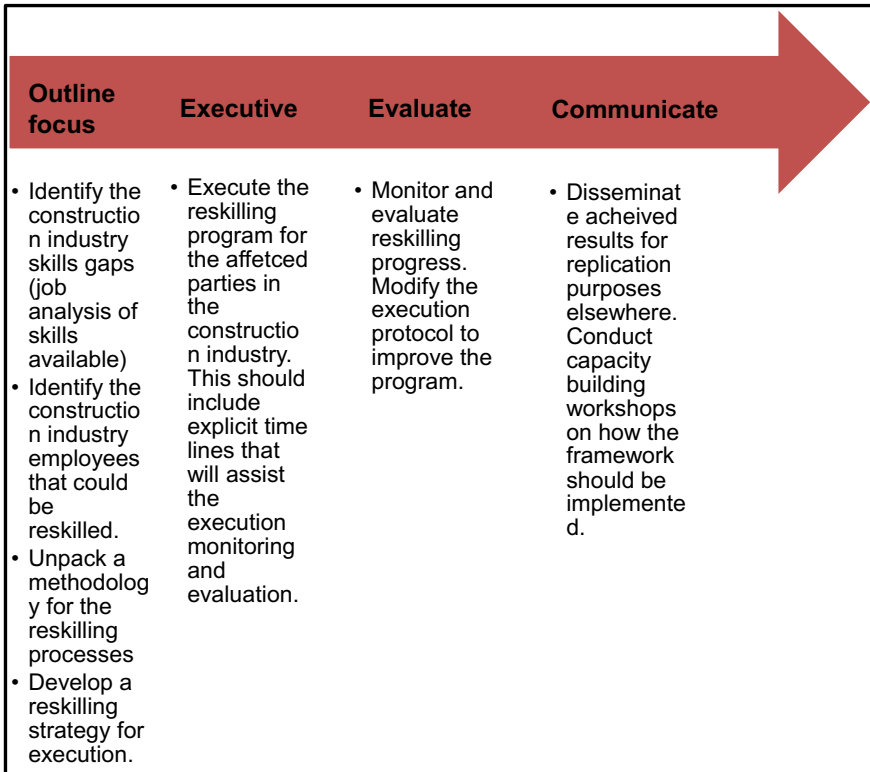 Outline
focus
Executive
Evaluate
Communicate
• Identify the
constructio
n industry
skills gaps
(job
analysis of
skills
available)
• Identify the
constructio
n industry
employees
that could
be
reskilled.
• Unpack a
methodolog
y for the
reskilling
processes
• Develop a
reskilling
strategy for
execution.
• Execute the
reskilling
program for
the affetced
parties in
the
constructio
n industry.
This should
include
explicit time
lines that
will assist
the
execution
monitoring
and
evaluation.
• Monitor and
evaluate
reskilling
progress.
Modify the
execution
protocol to
improve the
program.
• Disseminat
e acheived
results for
replication
purposes
elsewhere.
Conduct
capacity
building
workshops
on how the
framework
should be
implemente
d.